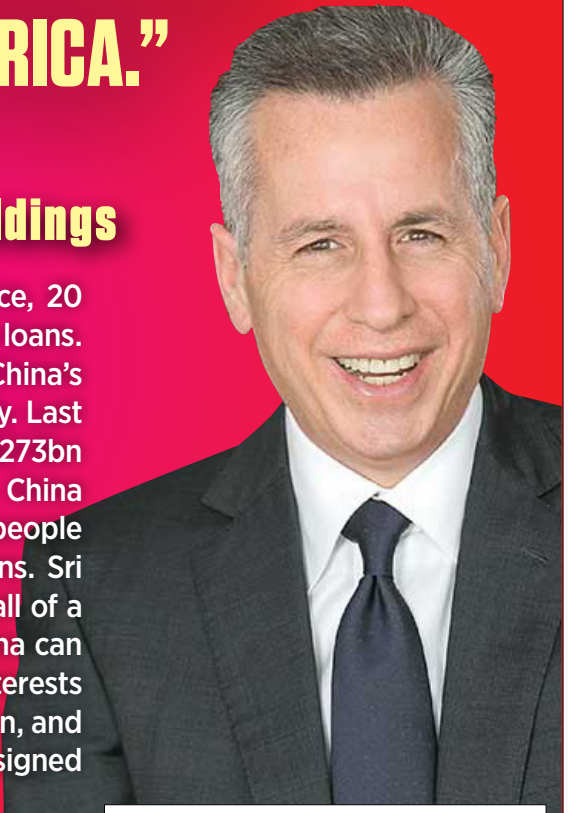 RICA.”
ldings
ce, 20
loans.
China's
y. Last
273bn
China
people
ns. Sri
all of a
na can
terests
n, and
signed